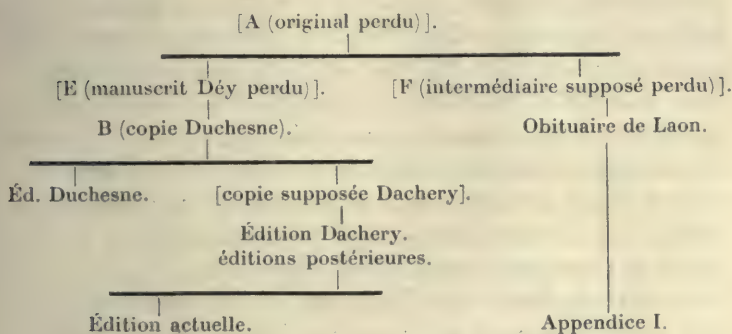 [A (original perdu)].
[E (manuscrit Déy perdu)]. [F (intermédiaire supposé perdu)].
B (copie Duchesne). Obituaire de Laon.
Éd. Duchesne. [copie supposée Dachery].
Édition Dachery.
éditions postérieures.
Édition actuelle. Appendice I.